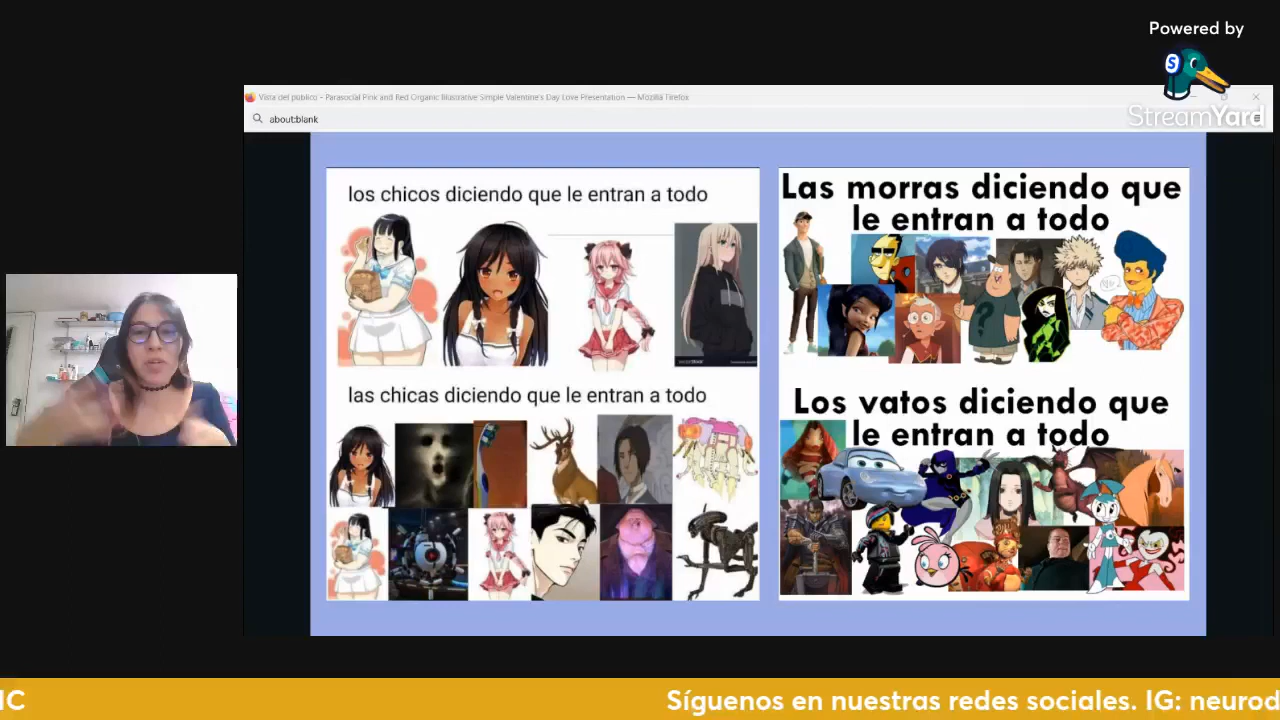 Powered by
StreamYard
Vista del público - Parasocial Pink and Red Organic Illustrative Simple Valentine's Day Love Presentation — Mozilla Firefox
about:blank
los chicos diciendo que le entran a todo
las chicas diciendo que le entran a todo
Las morras diciendo que
le entran a todo
Los vatos diciendo que
le entran a todo
IC
Síguenos en nuestras redes sociales. IG: neurod